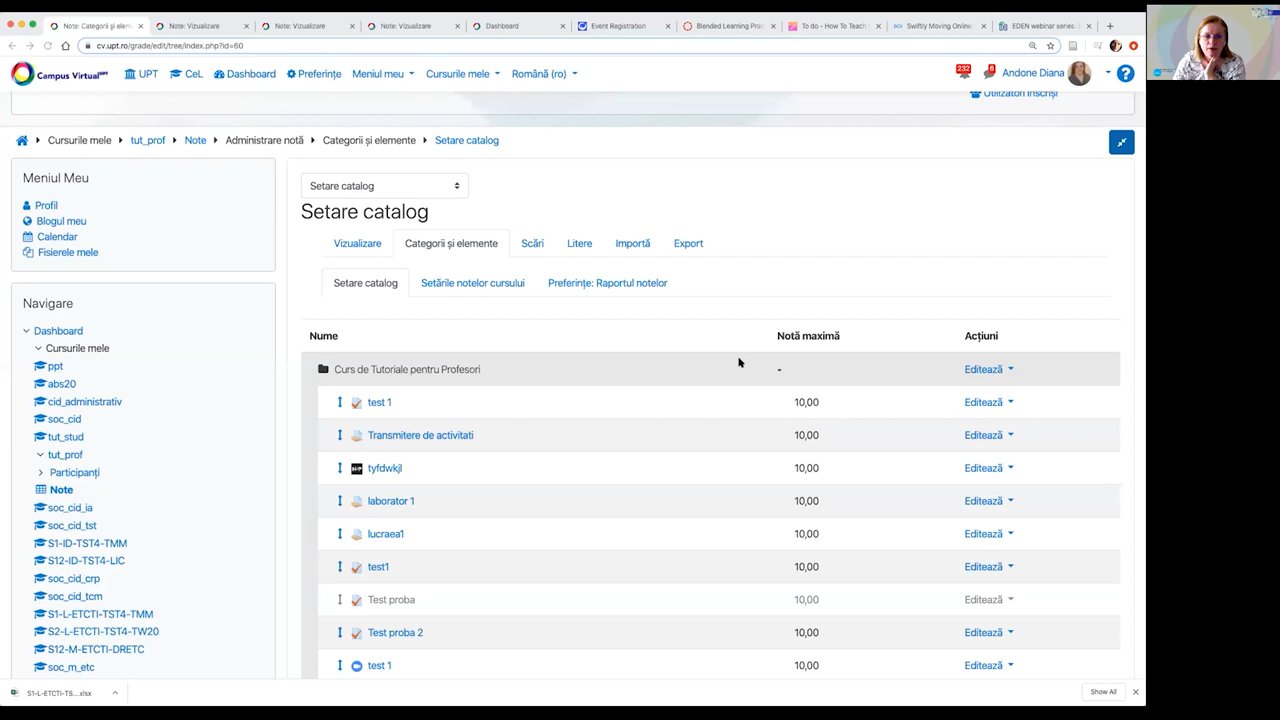 Note: Categorii și elem
Note: Vizualizare
Note: Vizualizare
Note: Vizualizare
Dashboard
Event Registration
Blended Learning Prac
To do - How To Teach
Swiftly Moving Online
EDEN webinar series:
cv.upt.ro/grade/edit/tree/index.php?id=60
Campus Virtual UPT
UPT
CeL
Dashboard
Preferințe
Meniul meu
Cursurile mele
Română (ro)
232
6
Andone Diana
?
Utilizatori înscriși
Cursurile mele
tut_prof
Note
Administrare notă
Categorii și elemente
Setare catalog
Meniul Meu
Profil
Blogul meu
Calendar
Fisierele mele
Navigare
Dashboard
Cursurile mele
ppt
abs20
cid_administrativ
soc_cid
tut_stud
tut_prof
Participanți
Note
soc_cid_ia
soc_cid_tst
S1-ID-TST4-TMM
S12-ID-TST4-LIC
soc_cid_crp
soc_cid_tcm
S1-L-ETCTI-TST4-TMM
S2-L-ETCTI-TST4-TW20
S12-M-ETCTI-DRETC
soc_m_etc
Setare catalog
Setare catalog
Vizualizare
Categorii și elemente
Scări
Litere
Importă
Export
Setare catalog
Setările notelor cursului
Preferințe: Raportul notelor
Nume Notă maximă Acțiuni
Curs de Tutoriale pentru Profesori - Editează
test 1 10,00 Editează
Transmitere de activitati 10,00 Editează
tyfdwkjl 10,00 Editează
laborator 1 10,00 Editează
lucraea1 10,00 Editează
test1 10,00 Editează
Test proba 10,00 Editează
Test proba 2 10,00 Editează
test 1 10,00 Editează
S1-L-ETCTI-TS....xlsx
Show All